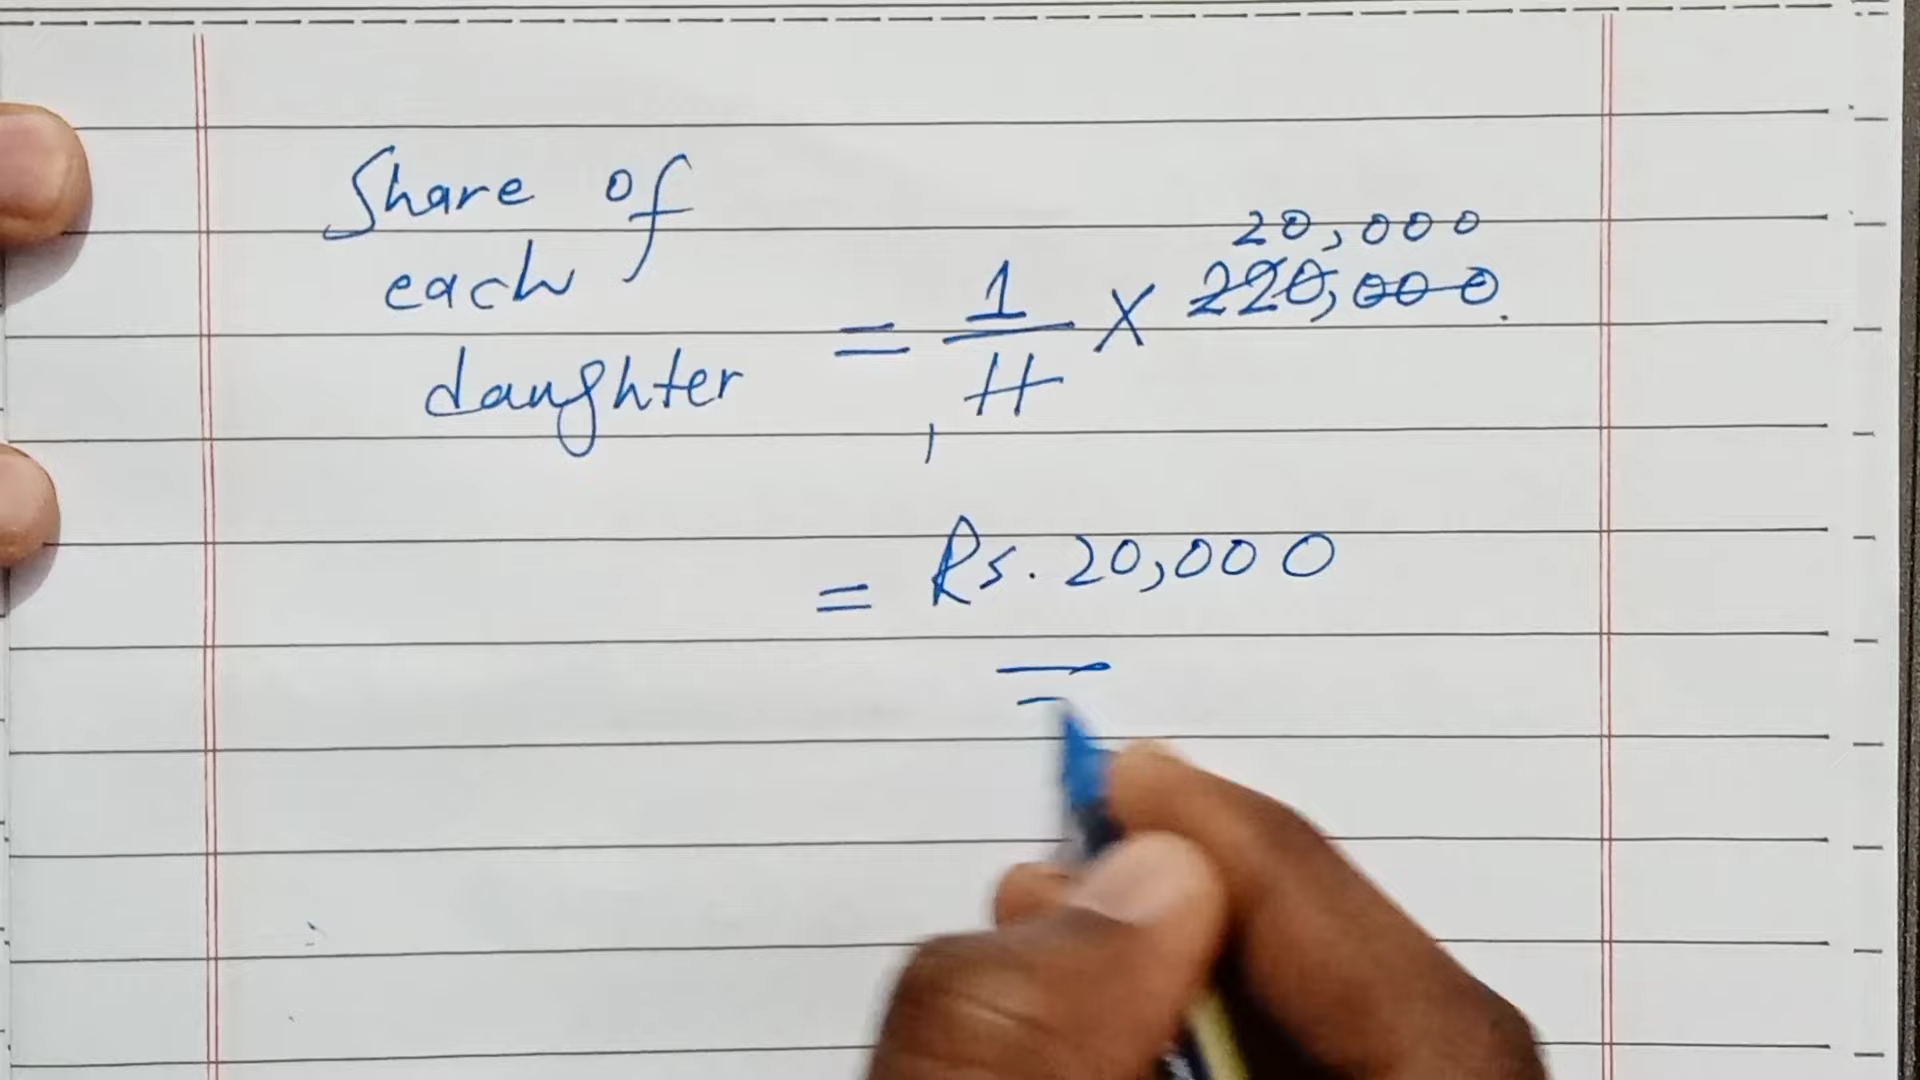 Share of
each
daughter = 1/11 × 220,000
20,000
= Rs. 20,000